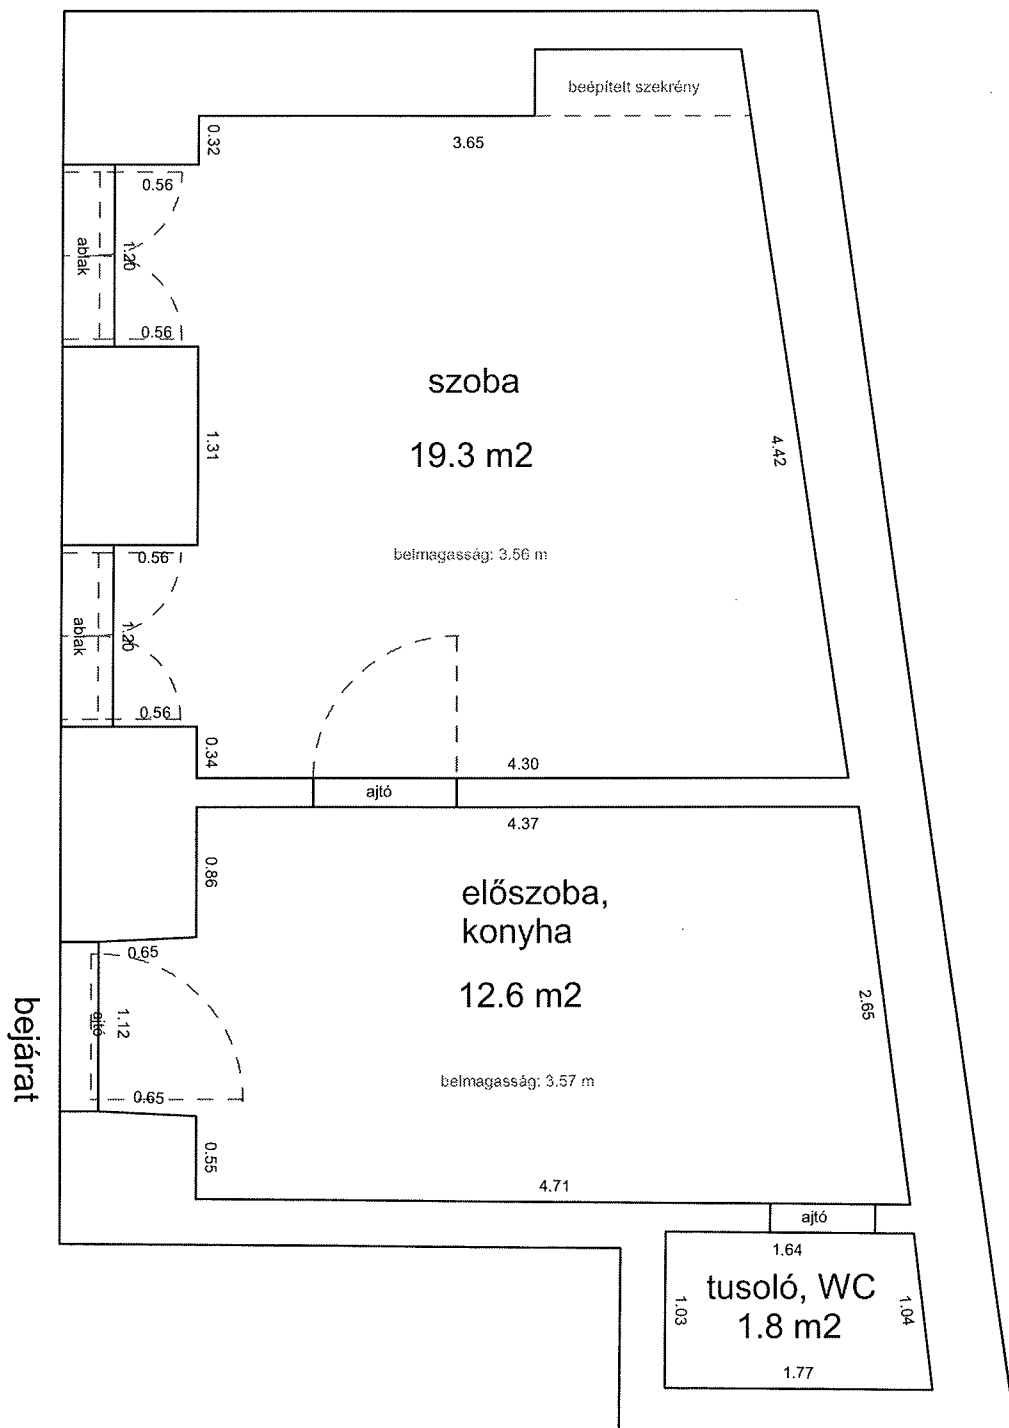 beépített szekrény
0.32
3.65
0.56
ablak
1.20
0.56
szoba
19.3 m2
1.31
4.42
belmagasság: 3.56 m
0.56
ablak
1.20
0.56
0.34
4.30
ajtó
4.37
0.86
előszoba,
konyha
12.6 m2
0.65
2.65
bejárat
ajtó
1.12
belmagasság: 3.57 m
0.65
0.55
4.71
ajtó
1.64
tusoló, WC
1.8 m2
1.03
1.04
1.77